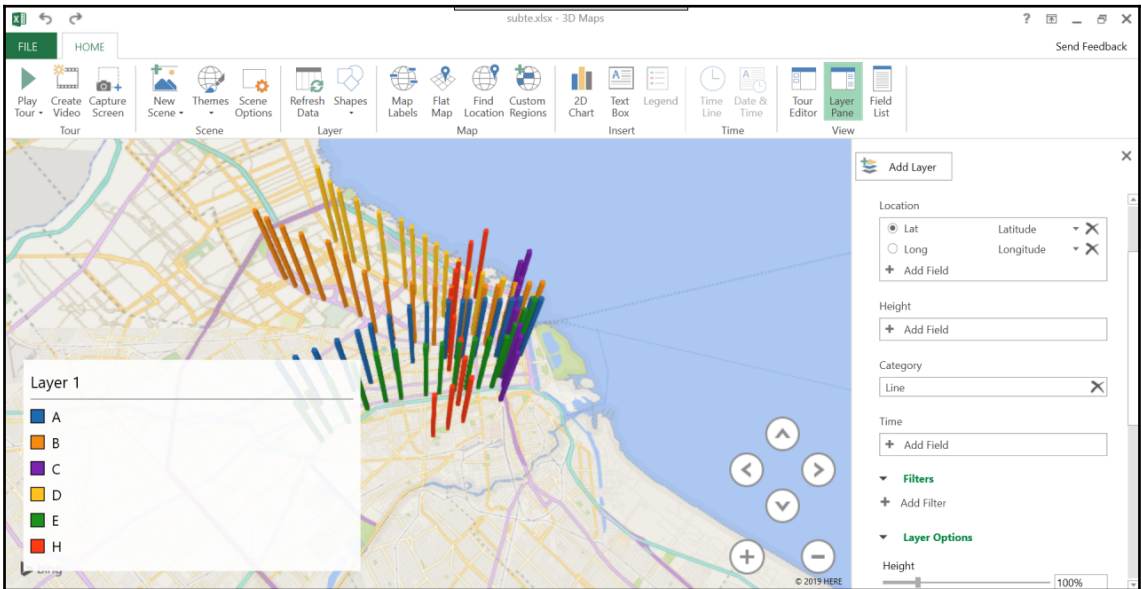 subte.xlsx - 3D Maps
?
FILE
HOME
Send Feedback
Play Tour
Create Video
Capture Screen
New Scene
Themes
Scene Options
Refresh Data
Shapes
Map Labels
Flat Map
Find Location
Custom Regions
2D Chart
Text Box
Legend
Time Line
Date & Time
Tour Editor
Layer Pane
Field List
Tour
Scene
Layer
Map
Insert
Time
View
Add Layer
Location
Lat Latitude
Long Longitude
+ Add Field
Height
+ Add Field
Category
Line
Time
+ Add Field
Filters
+ Add Filter
Layer Options
Height
100%
Layer 1
A
B
C
D
E
H
© 2019 HERE